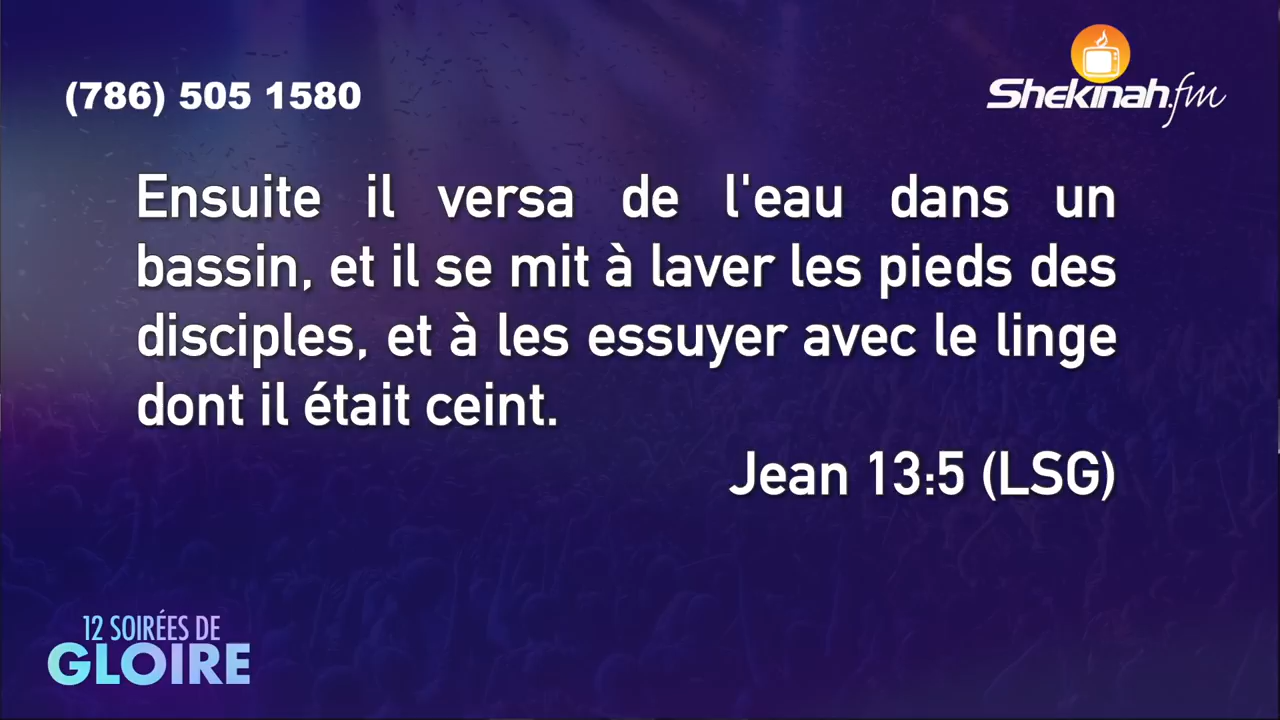 (786) 505 1580
Shekinah.fm
Ensuite il versa de l'eau dans un
bassin, et il se mit à laver les pieds des
disciples, et à les essuyer avec le linge
dont il était ceint.
Jean 13:5 (LSG)
12 SOIRÉES DE
GLOIRE